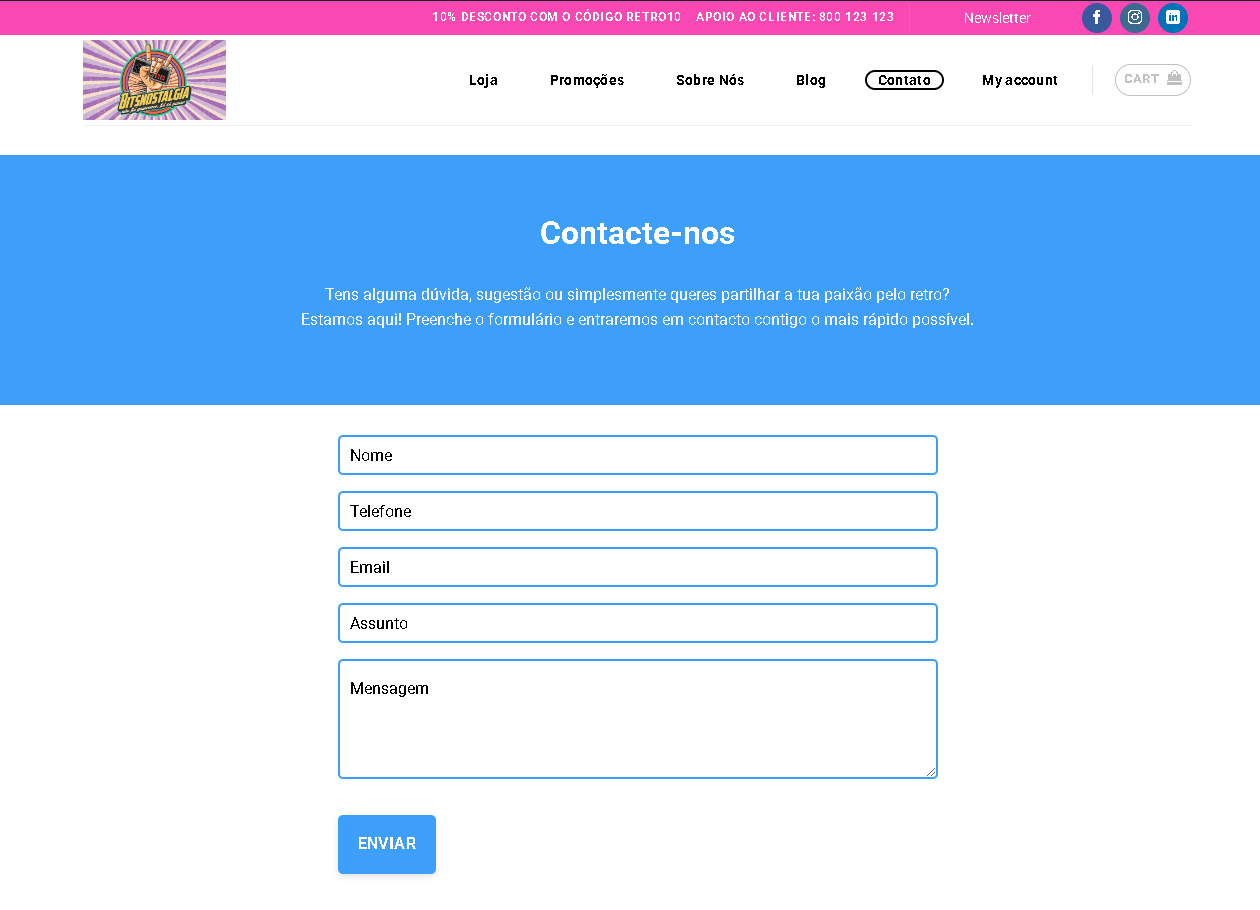 10% DESCONTO COM O CÓDIGO RETRO10 APOIO AO CLIENTE: 800 123 123 Newsletter
BITSNOSTALGIA
Loja Promoções Sobre Nós Blog Contato My account CART
Contacte-nos
Tens alguma dúvida, sugestão ou simplesmente queres partilhar a tua paixão pelo retro?
Estamos aqui! Preenche o formulário e entraremos em contacto contigo o mais rápido possível.
Nome
Telefone
Email
Assunto
Mensagem
ENVIAR